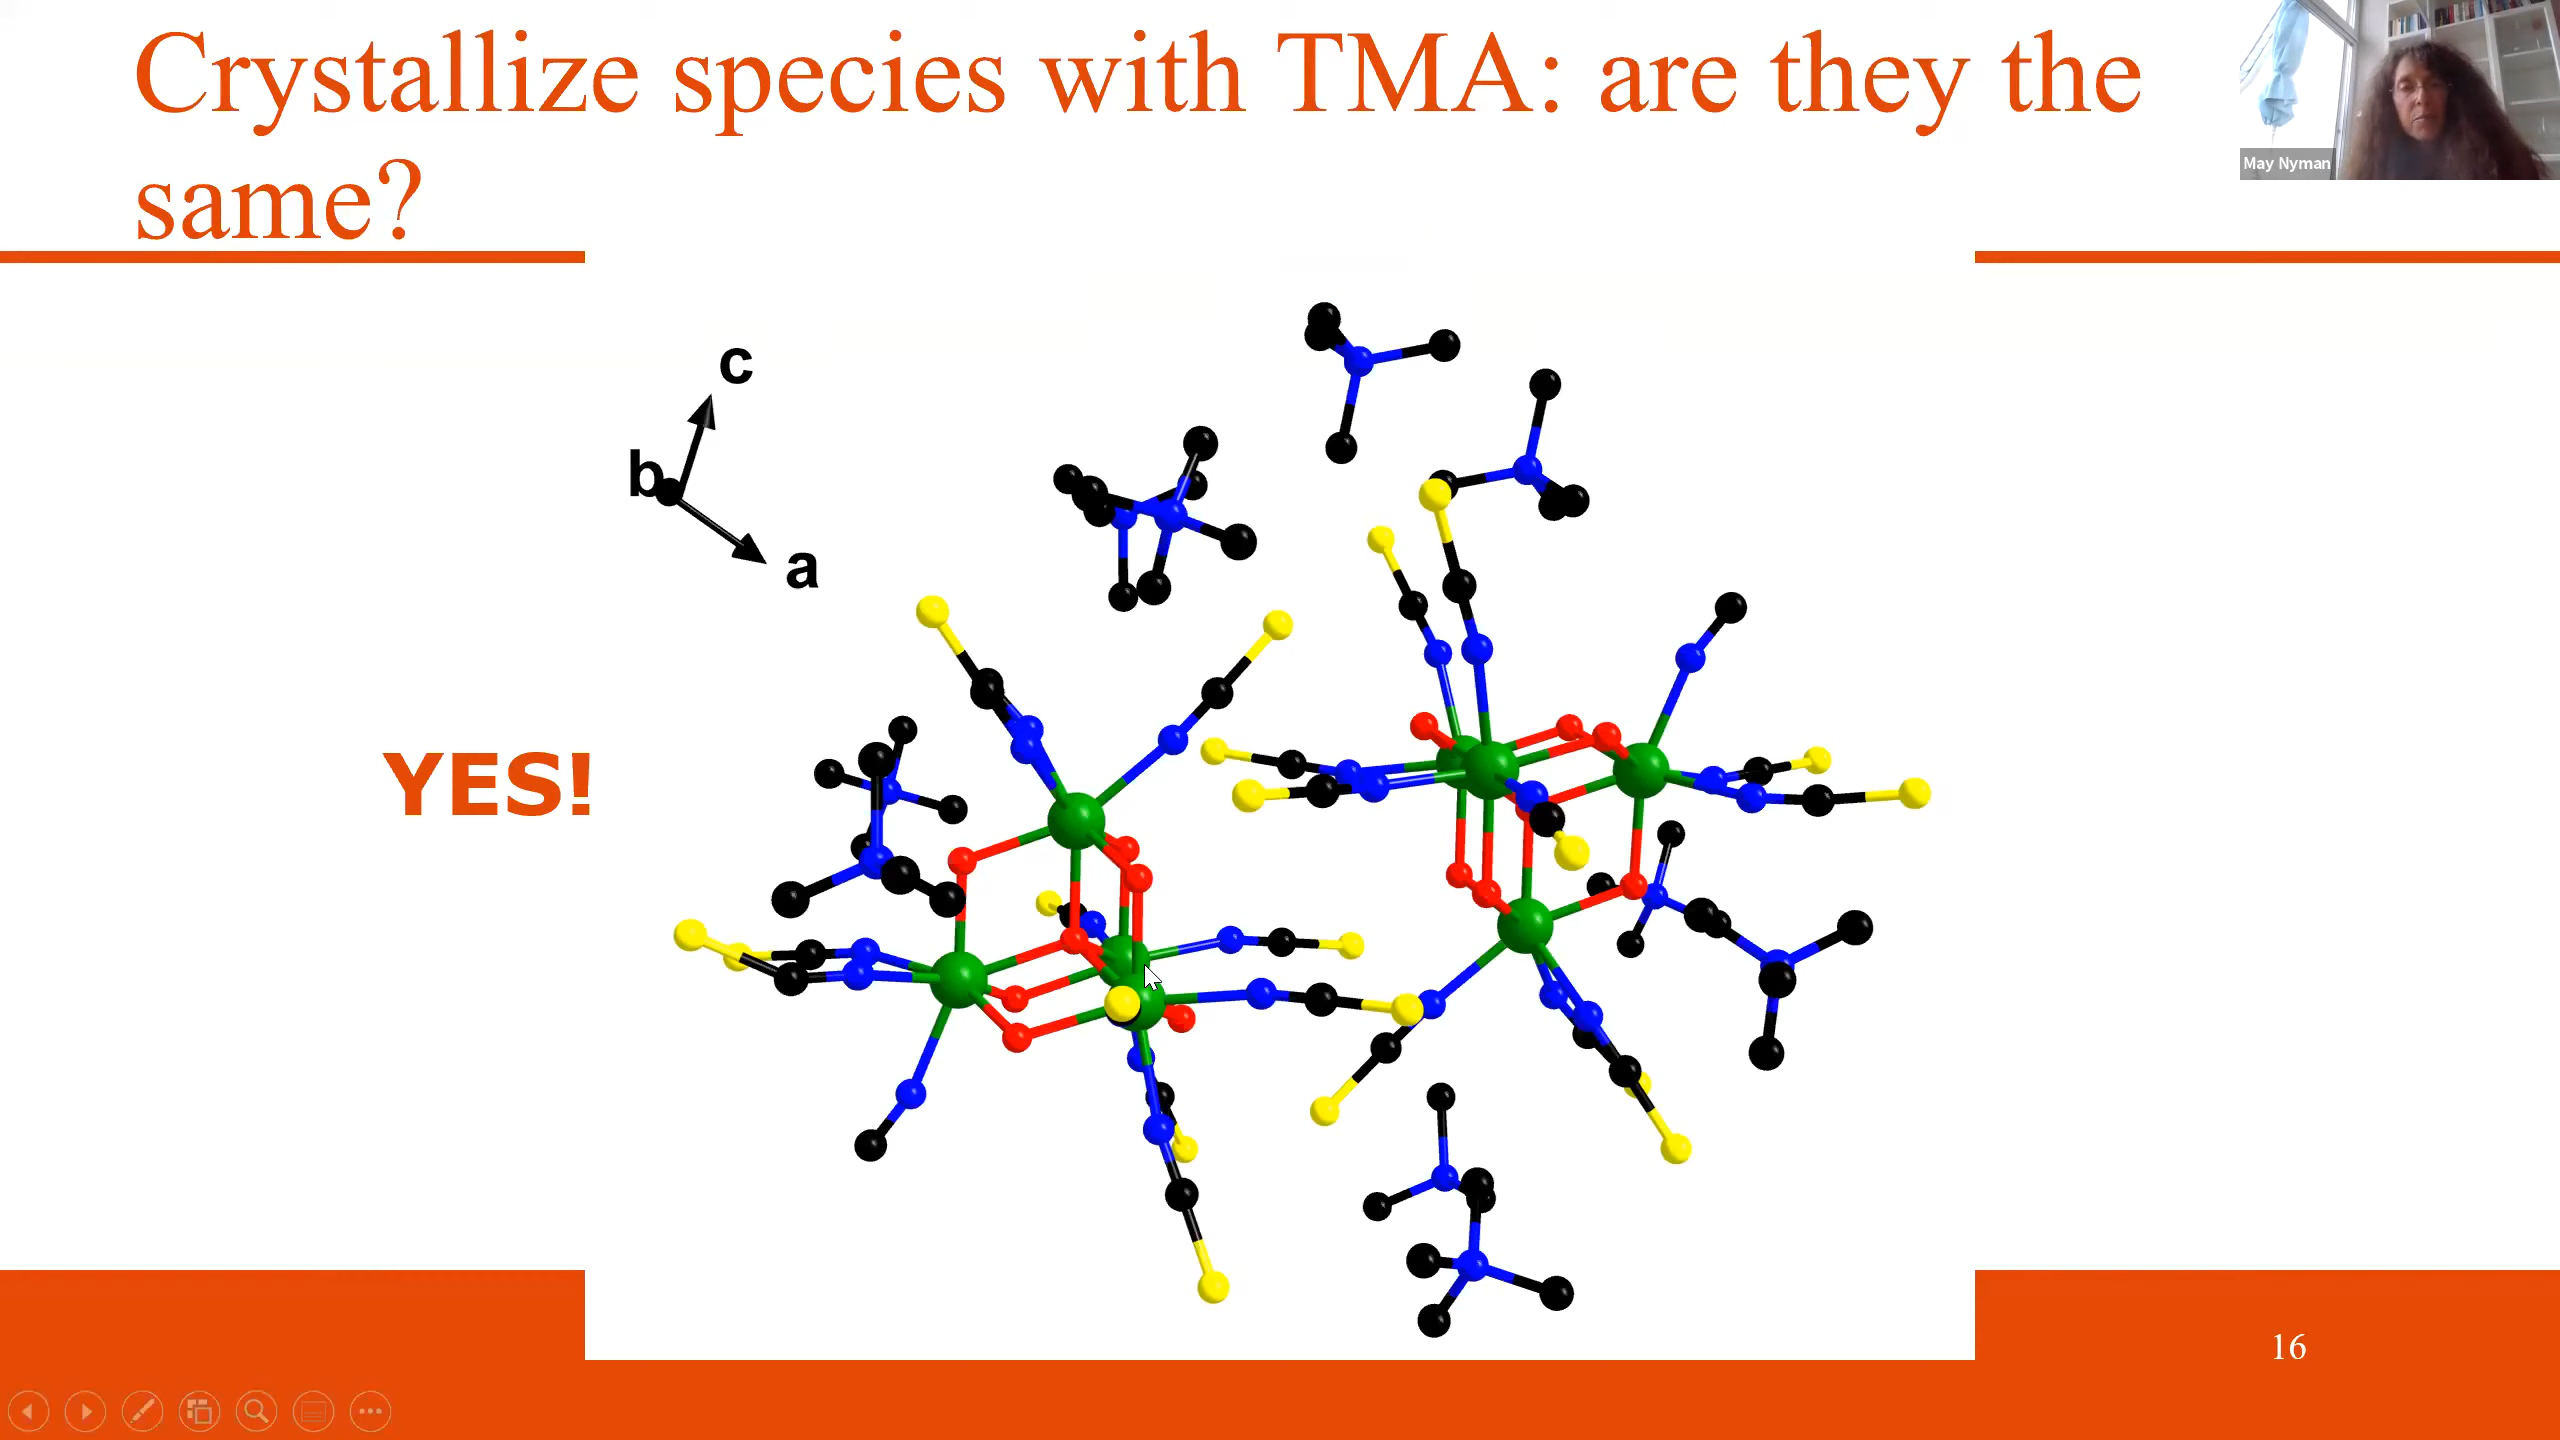 Crystallize species with TMA: are they the
same?
May Nyman
c
b
a
YES!
16